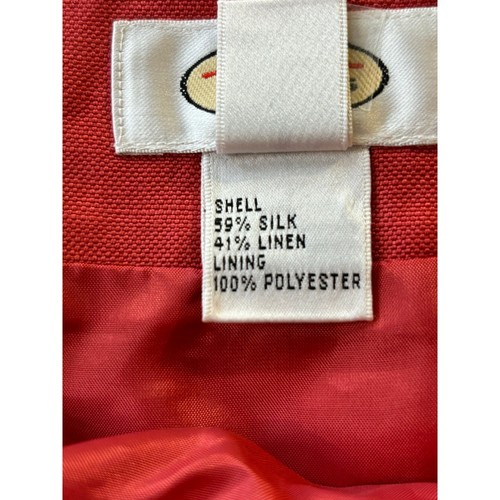 SHELL
59% SILK
41% LINEN
LINING
100% POLYESTER